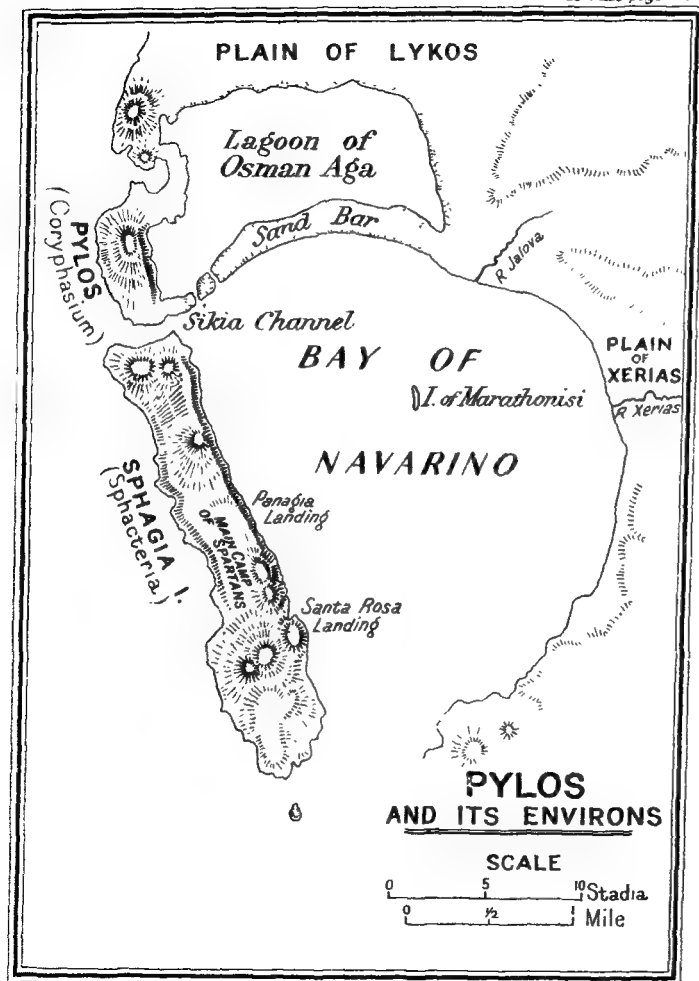 PLAIN OF LYKOS
Lagoon of
Osman Aga
Sand Bar
PYLOS
(Coryphasium)
R Jalova
Sikia Channel
BAY OF
NAVARINO
I. of Marathonisi
PLAIN
OF
XERIAS
R Xerias
SPHAGIA I.
(Sphacteria.)
Panagia
Landing
MAIN CAMP
OF SPARTANS
Santa Rosa
Landing
PYLOS
AND ITS ENVIRONS
SCALE
0 5 10 Stadia
0 ½ 1 Mile